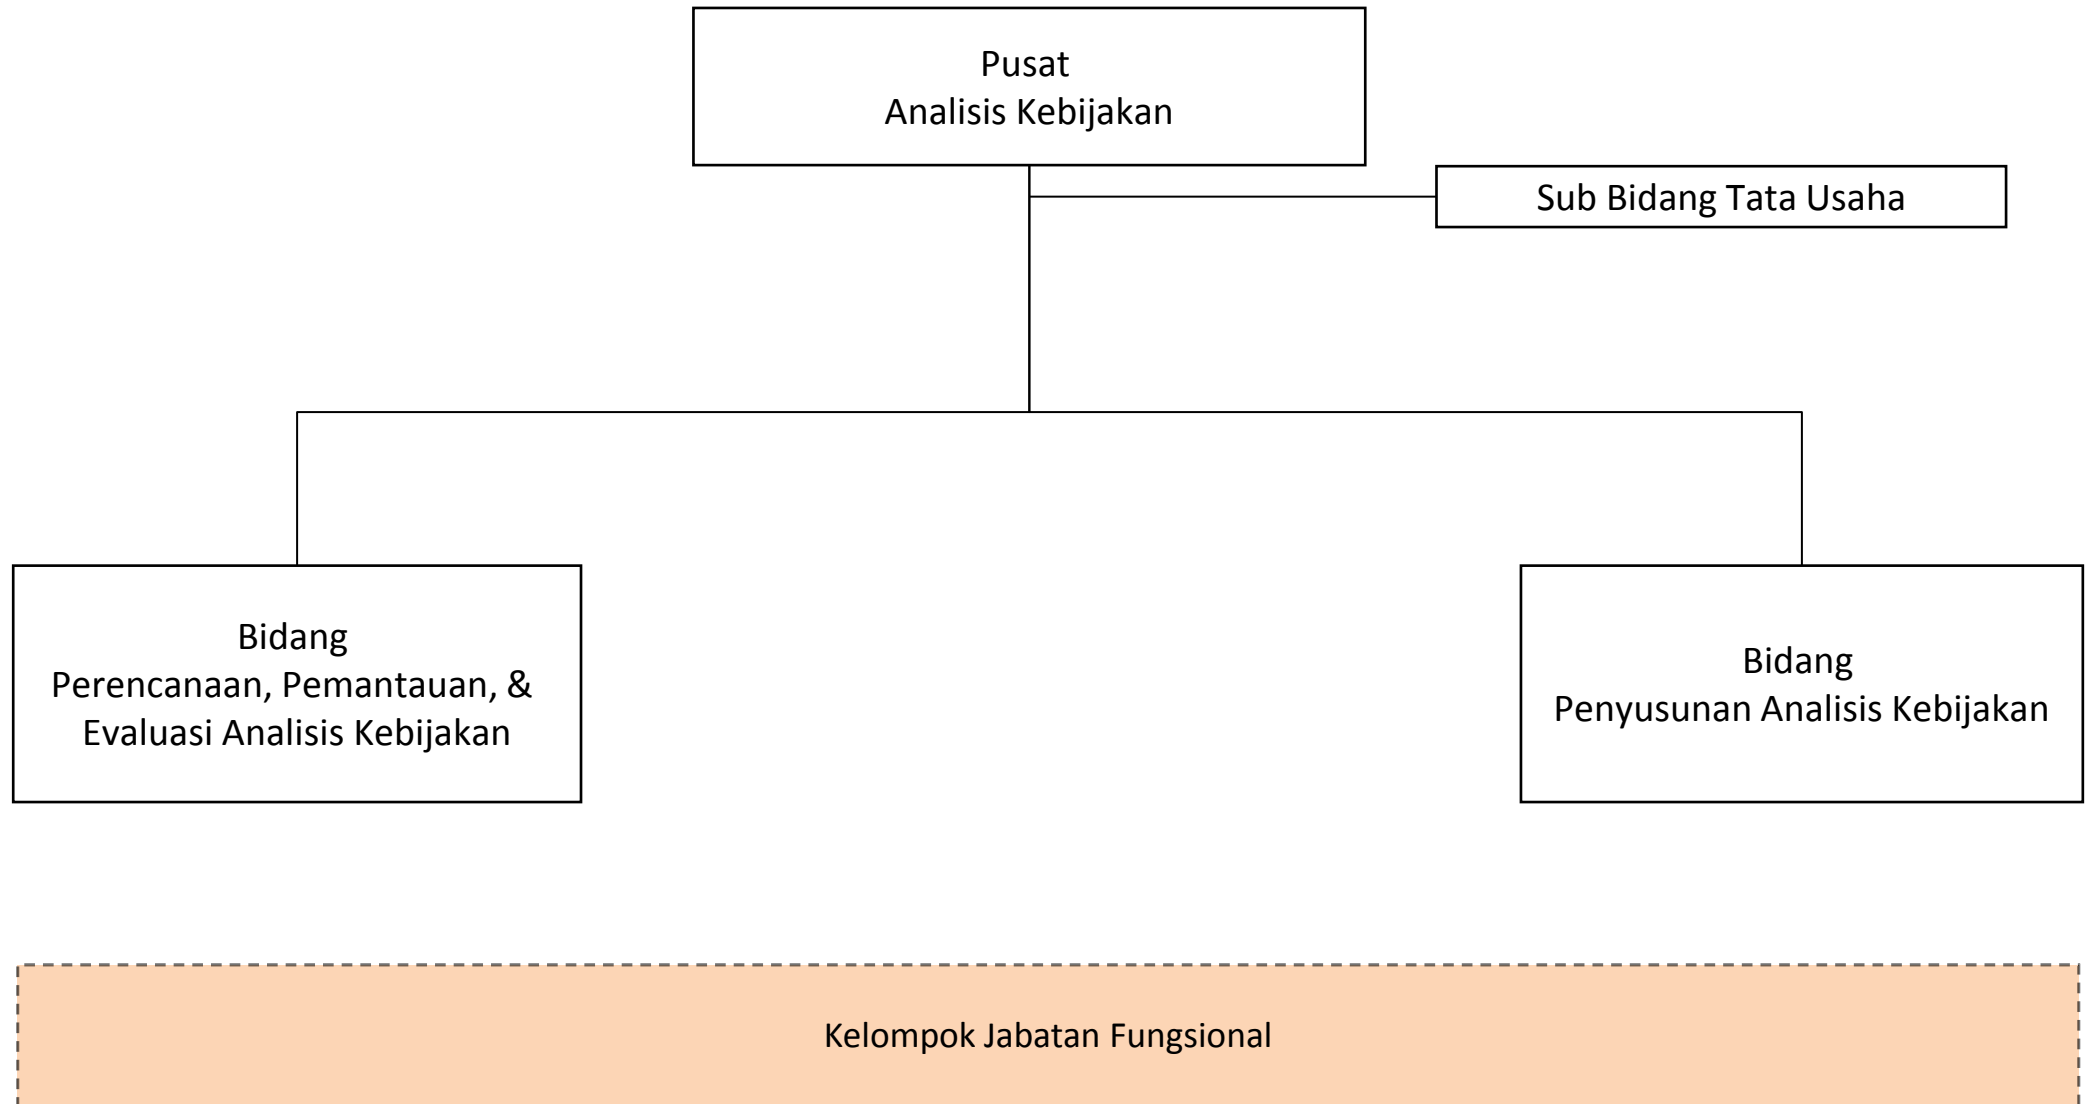 Pusat
Analisis Kebijakan
Sub Bidang Tata Usaha
Bidang
Perencanaan, Pemantauan, &
Evaluasi Analisis Kebijakan
Bidang
Penyusunan Analisis Kebijakan
Kelompok Jabatan Fungsional